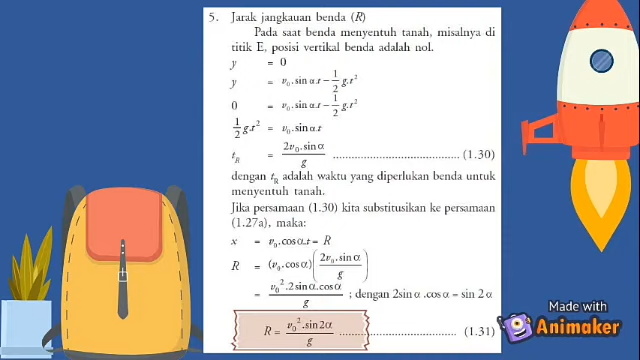 5. Jarak jangkauan benda (R)
Pada saat benda menyentuh tanah, misalnya di
titik E, posisi vertikal benda adalah nol.
y = 0
y = v₀.sin α.t − 1/2 g.t²
0 = v₀.sin α.t − 1/2 g.t²
1/2 g.t² = v₀.sin α.t
t_R = 2v₀.sin α / g ............................................ (1.30)
dengan t_R adalah waktu yang diperlukan benda untuk
menyentuh tanah.
Jika persamaan (1.30) kita substitusikan ke persamaan
(1.27a), maka:
x = v₀.cos α.t = R
R = (v₀.cos α)(2v₀.sin α / g)
= v₀².2 sin α.cos α / g ; dengan 2sin α .cos α = sin 2 α
R = v₀².sin 2α / g ............................................ (1.31)
Made with
Animaker